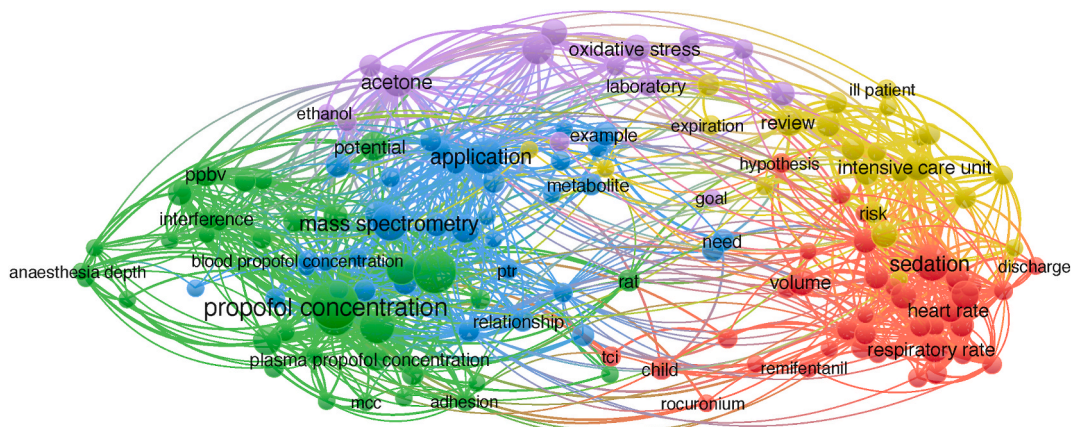 oxidative stress
acetone
laboratory
ill patient
ethanol
expiration
review
example
potential
application
hypothesis
intensive care unit
ppbv
metabolite
goal
interference
mass spectrometry
risk
need
blood propofol concentration
anaesthesia depth
ptr
sedation
discharge
rat
volume
propofol concentration
heart rate
relationship
plasma propofol concentration
tci
child
remifentanil
respiratory rate
mcc
adhesion
rocuronium